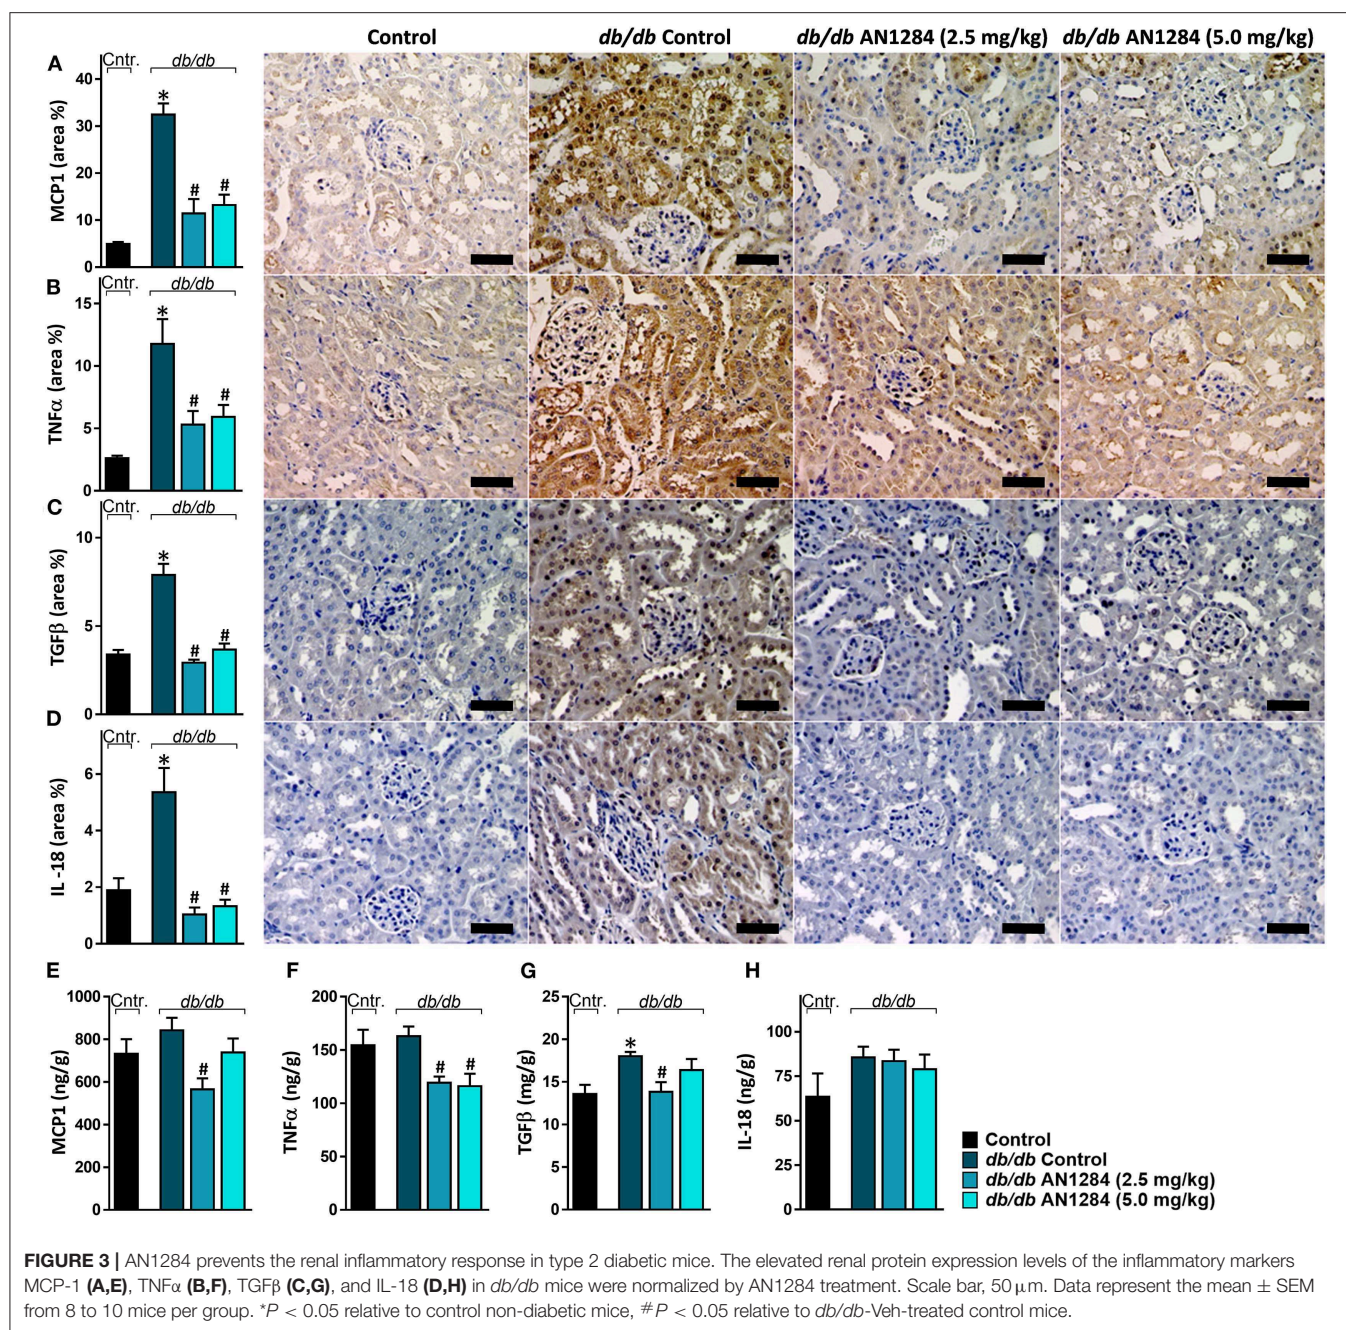 Control
db/db Control
db/db AN1284 (2.5 mg/kg)
db/db AN1284 (5.0 mg/kg)
A
Cntr.
db/db
MCP1 (area %)
40
30
20
10
0
*
#
#
B
Cntr.
db/db
TNFα (area %)
15
10
5
0
*
#
#
C
Cntr.
db/db
TGFβ (area %)
10
5
0
*
#
#
D
Cntr.
db/db
IL-18 (area %)
6
4
2
0
*
#
#
E
Cntr.
db/db
MCP1 (ng/g)
1000
800
600
400
200
0
#
F
Cntr.
db/db
TNFα (ng/g)
200
150
100
50
0
#
#
G
Cntr.
db/db
TGFβ (mg/g)
25
20
15
10
5
0
*
#
H
Cntr.
db/db
IL-18 (ng/g)
100
75
50
25
0
Control
db/db Control
db/db AN1284 (2.5 mg/kg)
db/db AN1284 (5.0 mg/kg)
FIGURE 3 | AN1284 prevents the renal inflammatory response in type 2 diabetic mice. The elevated renal protein expression levels of the inflammatory markers
MCP-1 (A,E), TNFα (B,F), TGFβ (C,G), and IL-18 (D,H) in db/db mice were normalized by AN1284 treatment. Scale bar, 50 μm. Data represent the mean ± SEM
from 8 to 10 mice per group. *P < 0.05 relative to control non-diabetic mice, #P < 0.05 relative to db/db-Veh-treated control mice.